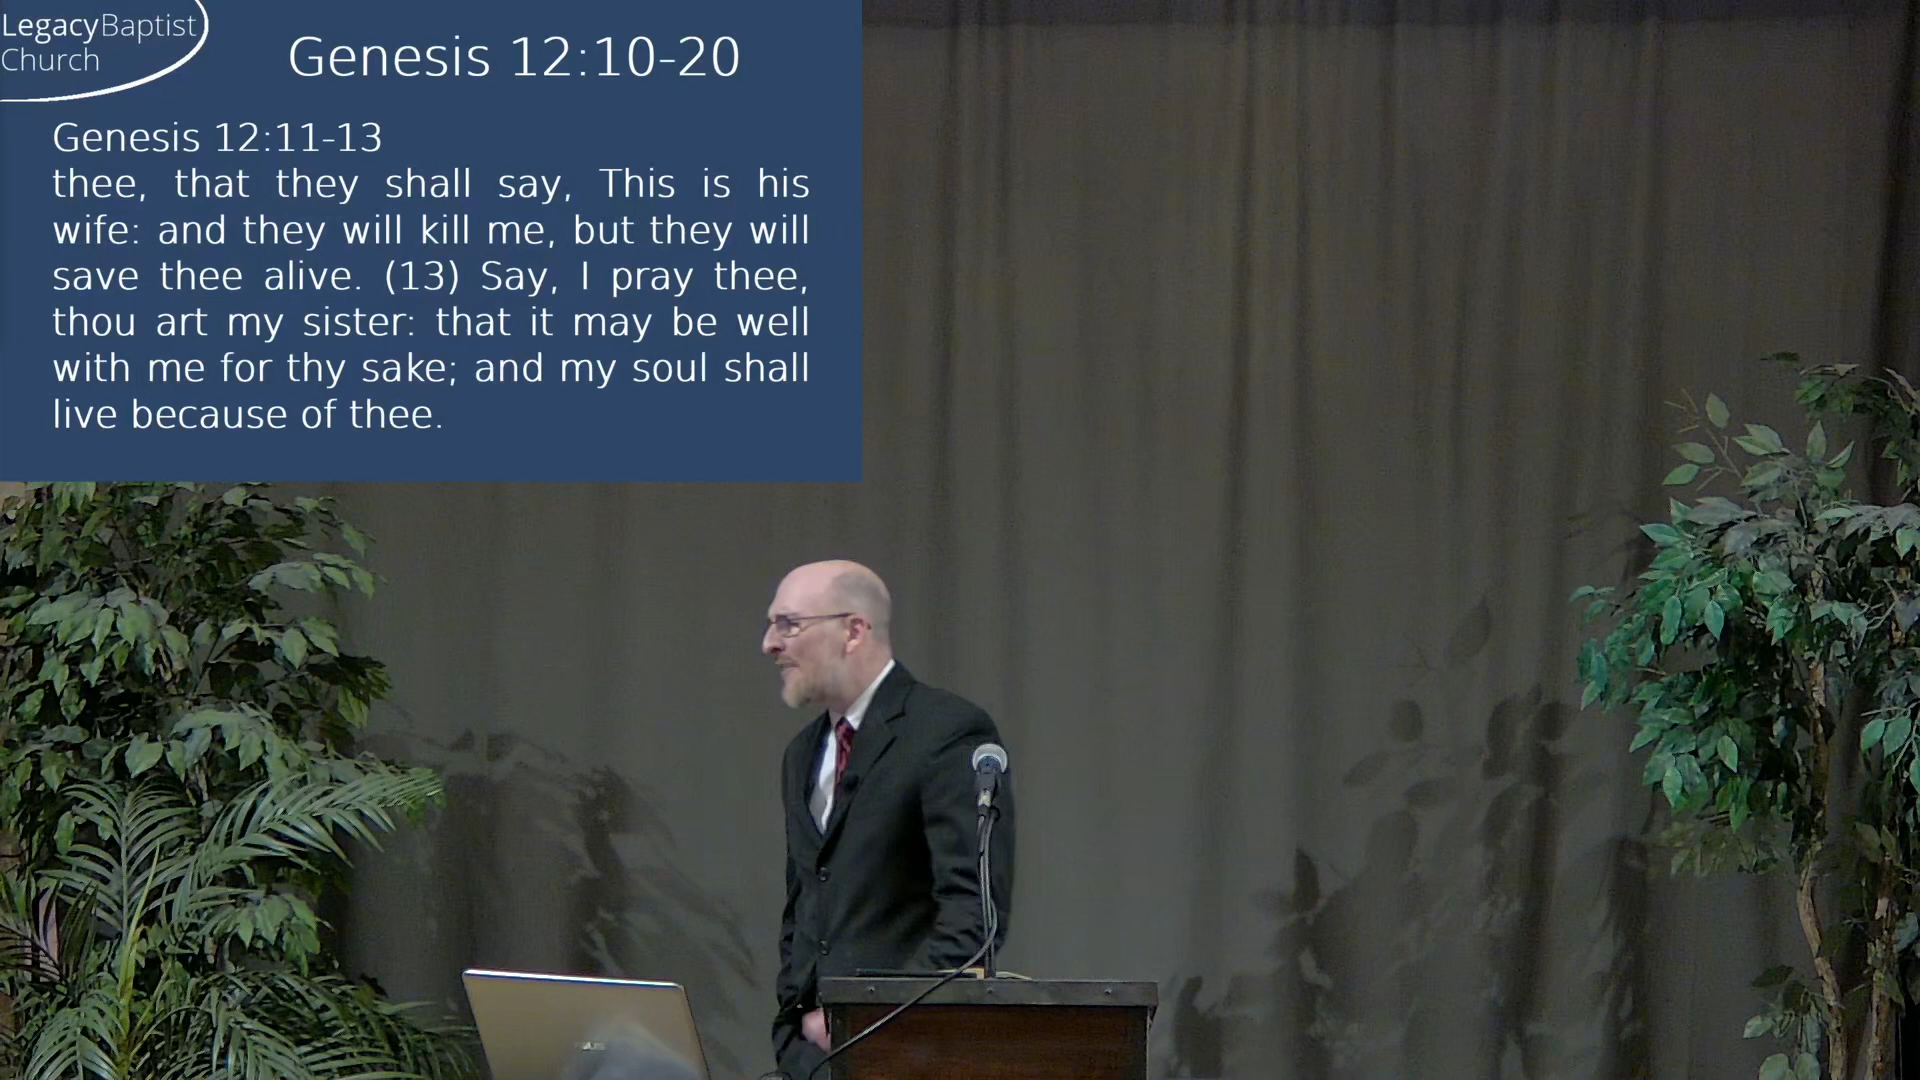 LegacyBaptist
Church
Genesis 12:10-20
Genesis 12:11-13
thee, that they shall say, This is his
wife: and they will kill me, but they will
save thee alive. (13) Say, I pray thee,
thou art my sister: that it may be well
with me for thy sake; and my soul shall
live because of thee.